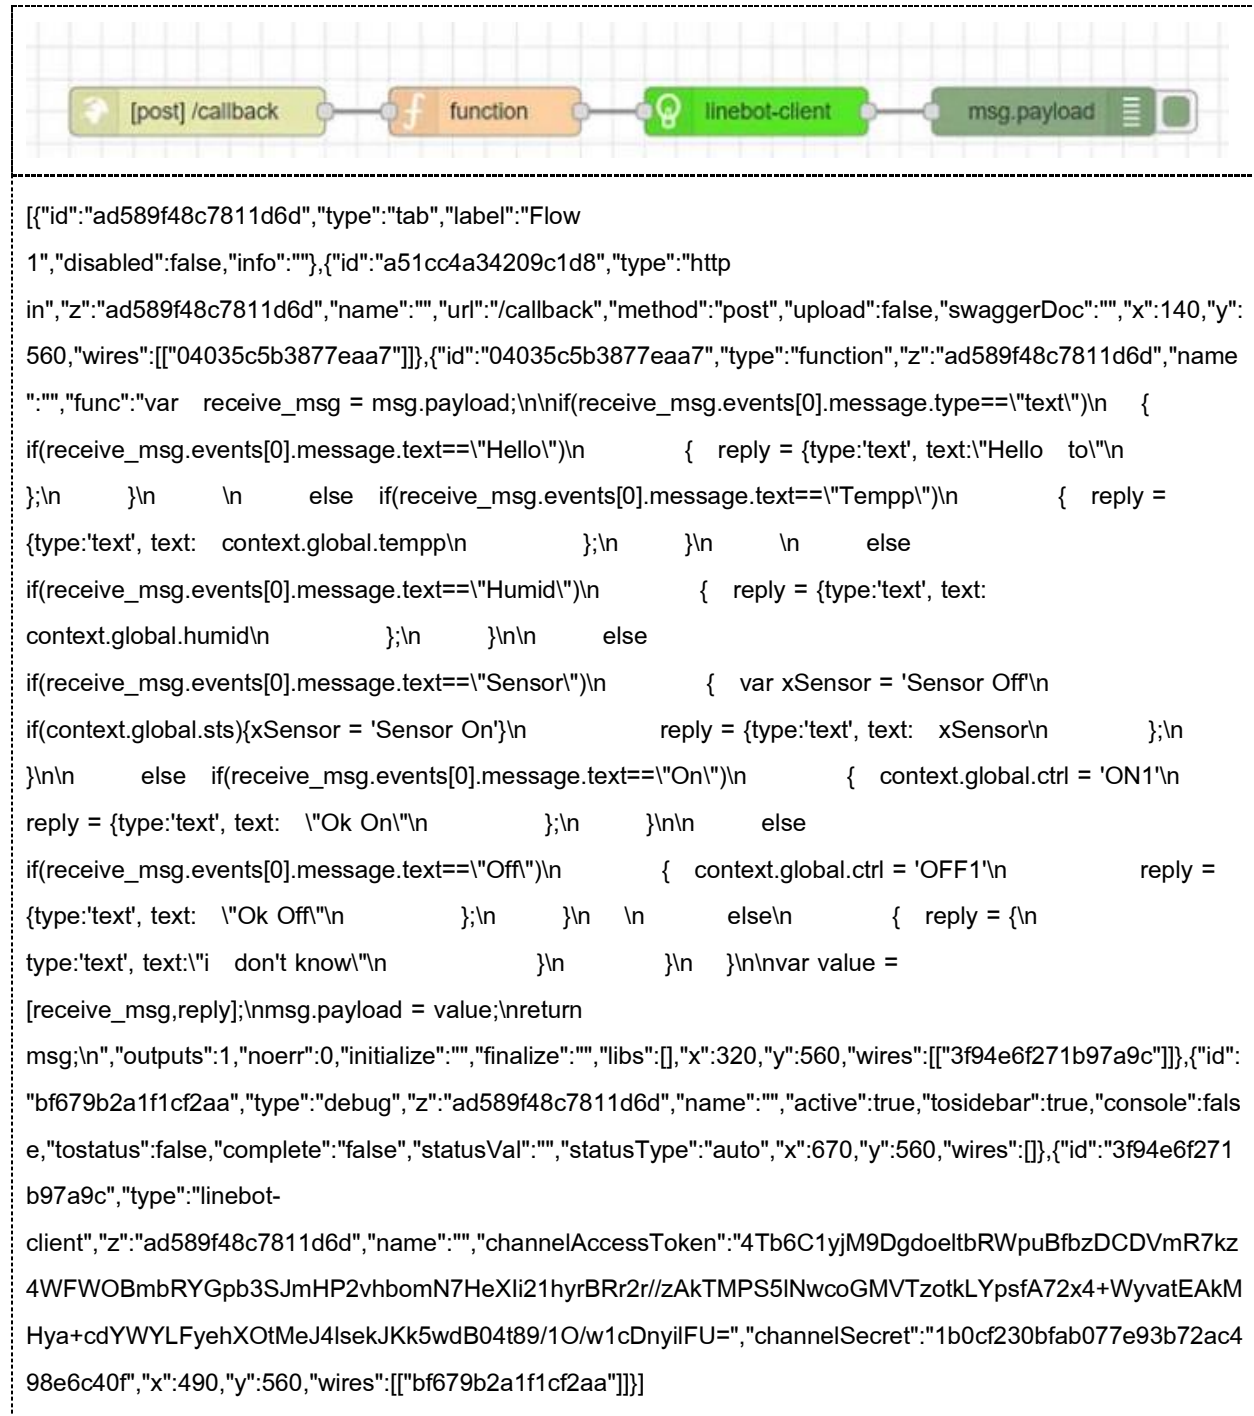 [post] /callback function linebot-client msg.payload
[{"id":"ad589f48c7811d6d","type":"tab","label":"Flow
1","disabled":false,"info":""},{"id":"a51cc4a34209c1d8","type":"http
in","z":"ad589f48c7811d6d","name":"","url":"/callback","method":"post","upload":false,"swaggerDoc":"","x":140,"y":
560,"wires":[["04035c5b3877eaa7"]]},{"id":"04035c5b3877eaa7","type":"function","z":"ad589f48c7811d6d","name
":"","func":"var receive_msg = msg.payload;\n\nif(receive_msg.events[0].message.type==\"text\")\n {
if(receive_msg.events[0].message.text==\"Hello\")\n { reply = {type:'text', text:\"Hello to\"\n
};\n }\n \n else if(receive_msg.events[0].message.text==\"Tempp\")\n { reply =
{type:'text', text: context.global.tempp\n };\n }\n \n else
if(receive_msg.events[0].message.text==\"Humid\")\n { reply = {type:'text', text:
context.global.humid\n };\n }\n\n else
if(receive_msg.events[0].message.text==\"Sensor\")\n { var xSensor = 'Sensor Off'\n
if(context.global.sts){xSensor = 'Sensor On'}\n reply = {type:'text', text: xSensor\n };\n
}\n\n else if(receive_msg.events[0].message.text==\"On\")\n { context.global.ctrl = 'ON1'\n
reply = {type:'text', text: \"Ok On\"\n };\n }\n\n else
if(receive_msg.events[0].message.text==\"Off\")\n { context.global.ctrl = 'OFF1'\n reply =
{type:'text', text: \"Ok Off\"\n };\n }\n \n else\n { reply = {\n
type:'text', text:\"i don't know\"\n }\n }\n }\n\nvar value =
[receive_msg,reply];\nmsg.payload = value;\nreturn
msg;\n","outputs":1,"noerr":0,"initialize":"","finalize":"","libs":[],"x":320,"y":560,"wires":[["3f94e6f271b97a9c"]]},{"id":
"bf679b2a1f1cf2aa","type":"debug","z":"ad589f48c7811d6d","name":"","active":true,"tosidebar":true,"console":fals
e,"tostatus":false,"complete":"false","statusVal":"","statusType":"auto","x":670,"y":560,"wires":[]},{"id":"3f94e6f271
b97a9c","type":"linebot-
client","z":"ad589f48c7811d6d","name":"","channelAccessToken":"4Tb6C1yjM9DgdoeltbRWpuBfbzDCDVmR7kz
4WFWOBmbRYGpb3SJmHP2vhbomN7HeXIi21hyrBRr2r//zAkTMPS5lNwcoGMVTzotkLYpsfA72x4+WyvatEAkM
Hya+cdYWYLFyehXOtMeJ4lsekJKk5wdB04t89/1O/w1cDnyilFU=","channelSecret":"1b0cf230bfab077e93b72ac4
98e6c40f","x":490,"y":560,"wires":[["bf679b2a1f1cf2aa"]]}]